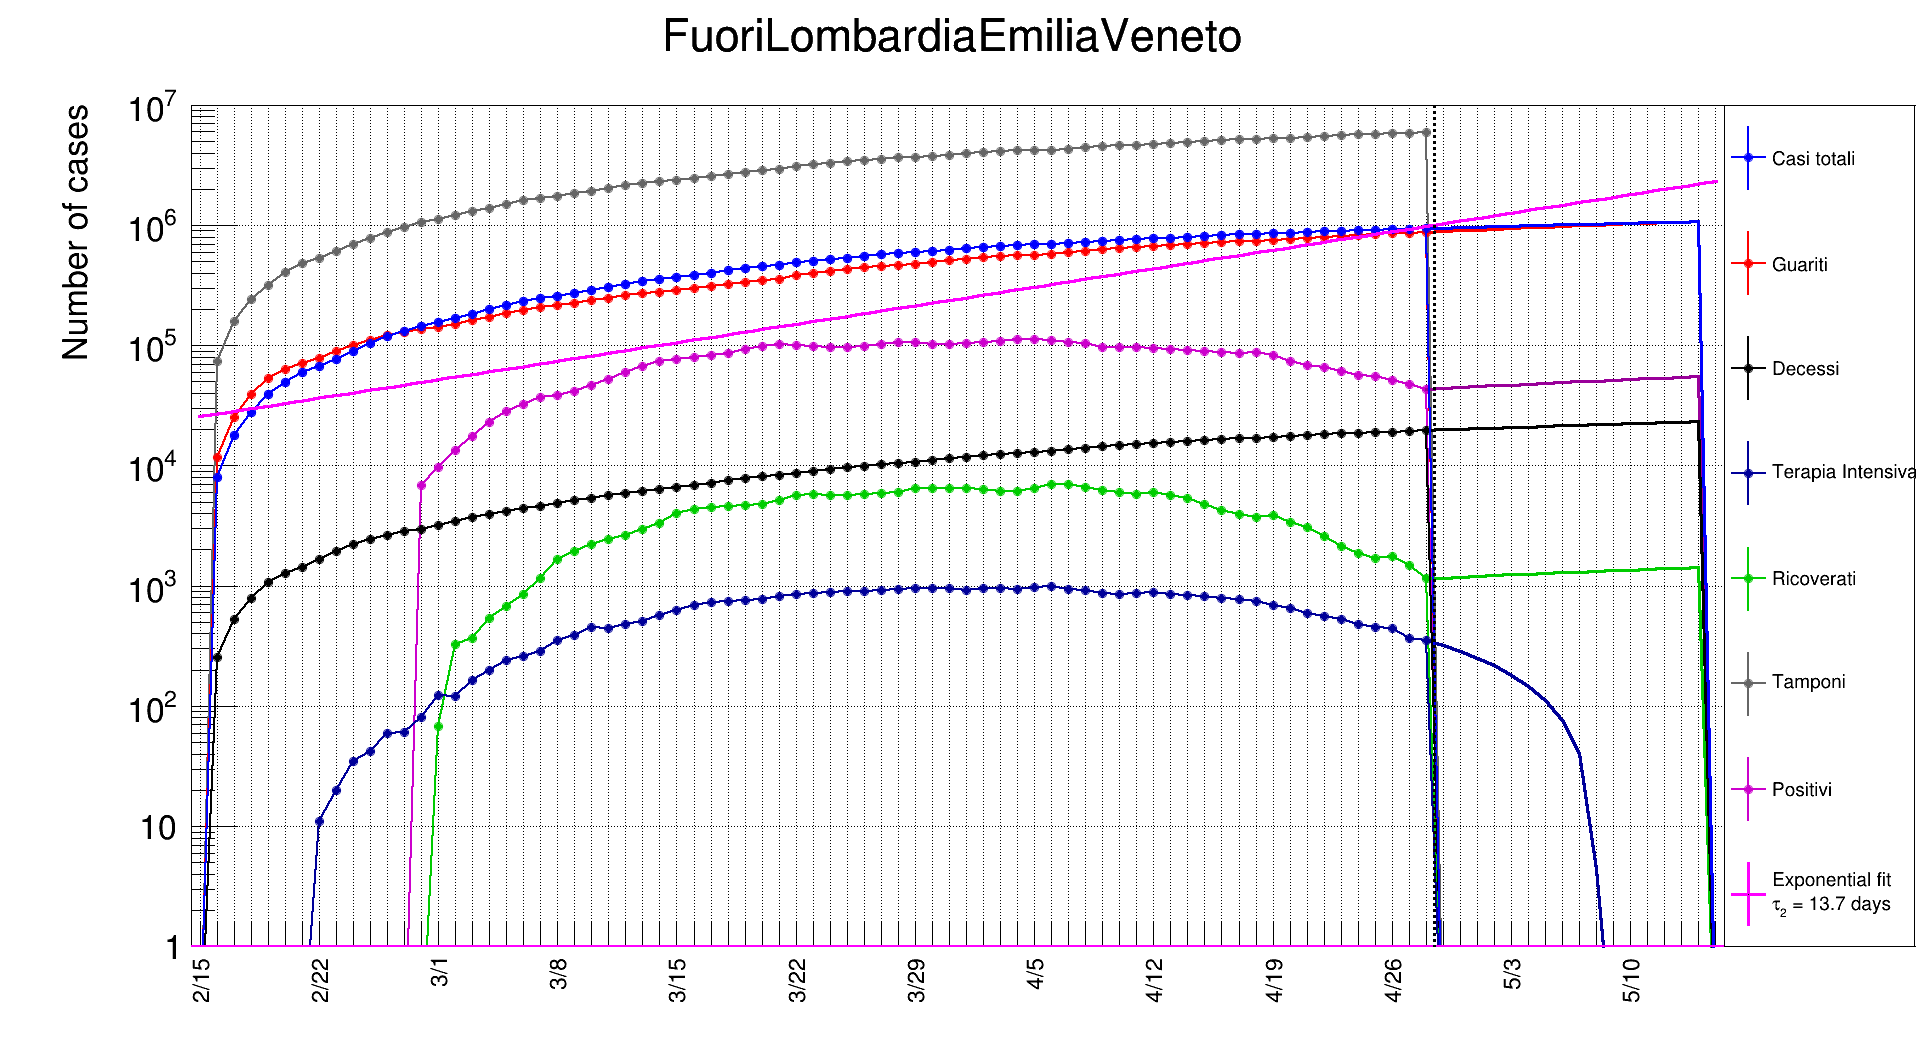 FuoriLombardiaEmiliaVeneto
Number of cases
10^7
10^6
10^5
10^4
10^3
10^2
10
1
2/15 2/22 3/1 3/8 3/15 3/22 3/29 4/5 4/12 4/19 4/26 5/3 5/10
Casi totali
Guariti
Decessi
Terapia Intensiva
Ricoverati
Tamponi
Positivi
Exponential fit
τ_2 = 13.7 days